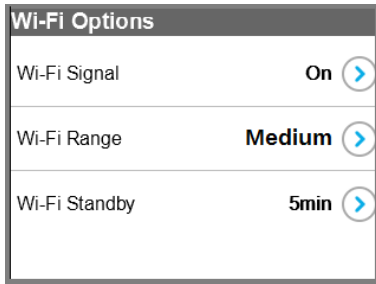 Wi-Fi Options
Wi-Fi Signal On
Wi-Fi Range Medium
Wi-Fi Standby 5min